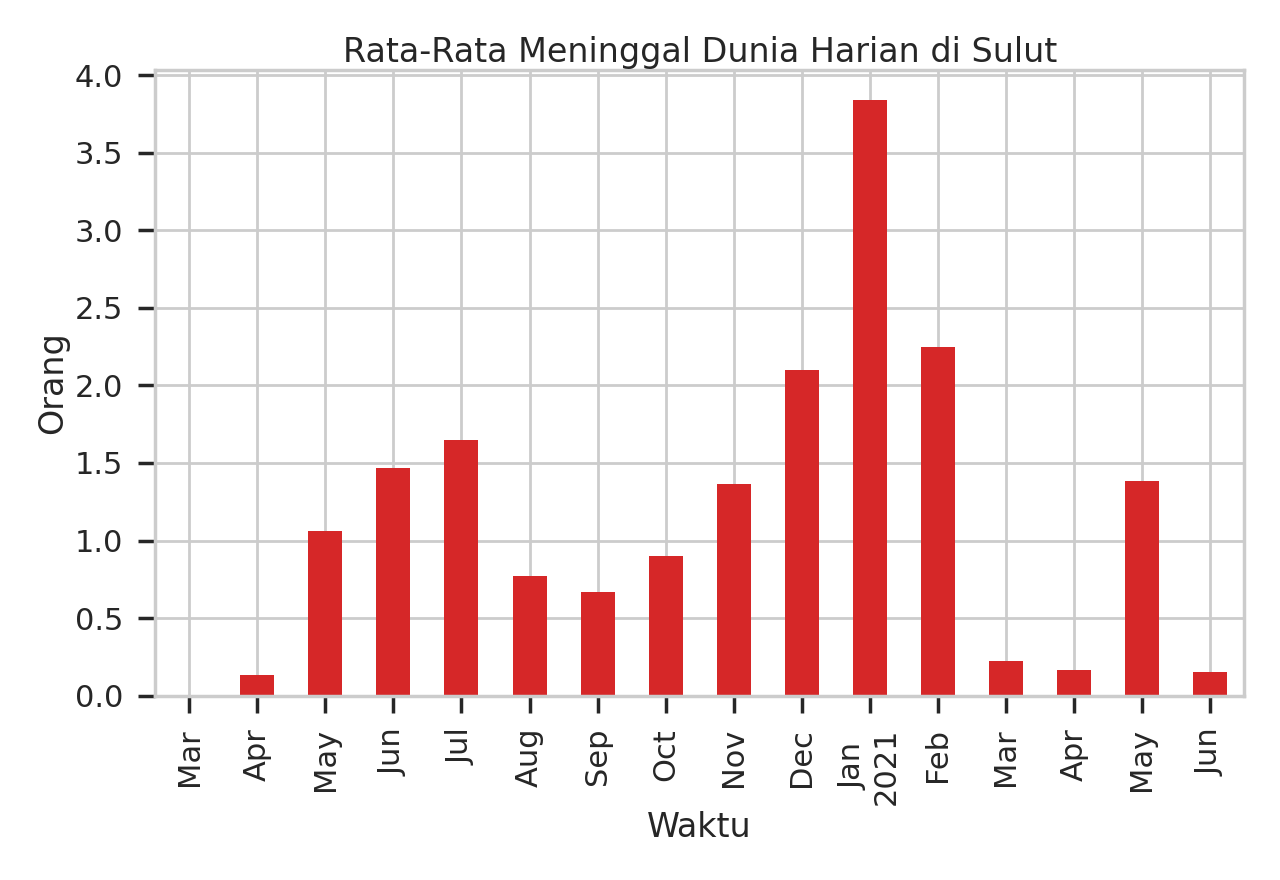 Rata-Rata Meninggal Dunia Harian di Sulut
4.0
3.5
3.0
2.5
2.0
1.5
1.0
0.5
0.0
Orang
Mar
Apr
May
Jun
Jul
Aug
Sep
Oct
Nov
Dec
Jan
2021
Feb
Mar
Apr
May
Jun
Waktu